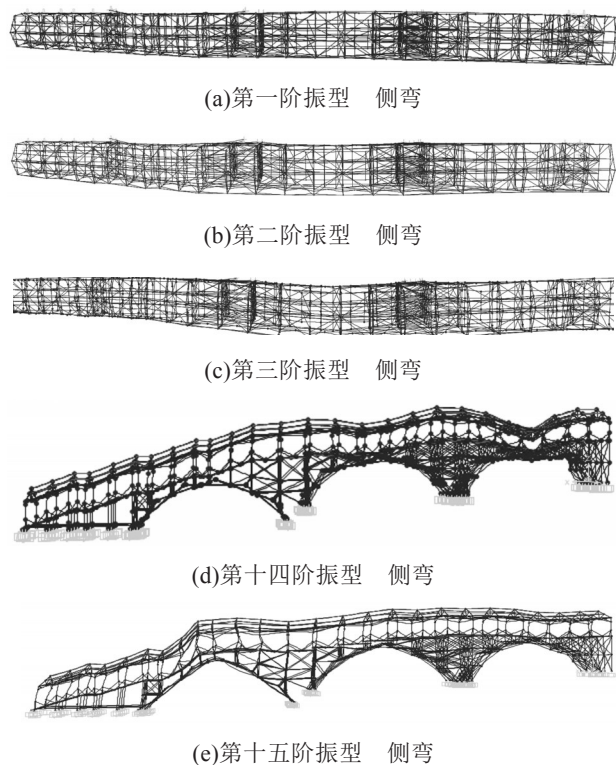 (a)第一阶振型 侧弯
(b)第二阶振型 侧弯
(c)第三阶振型 侧弯
(d)第十四阶振型 侧弯
(e)第十五阶振型 侧弯